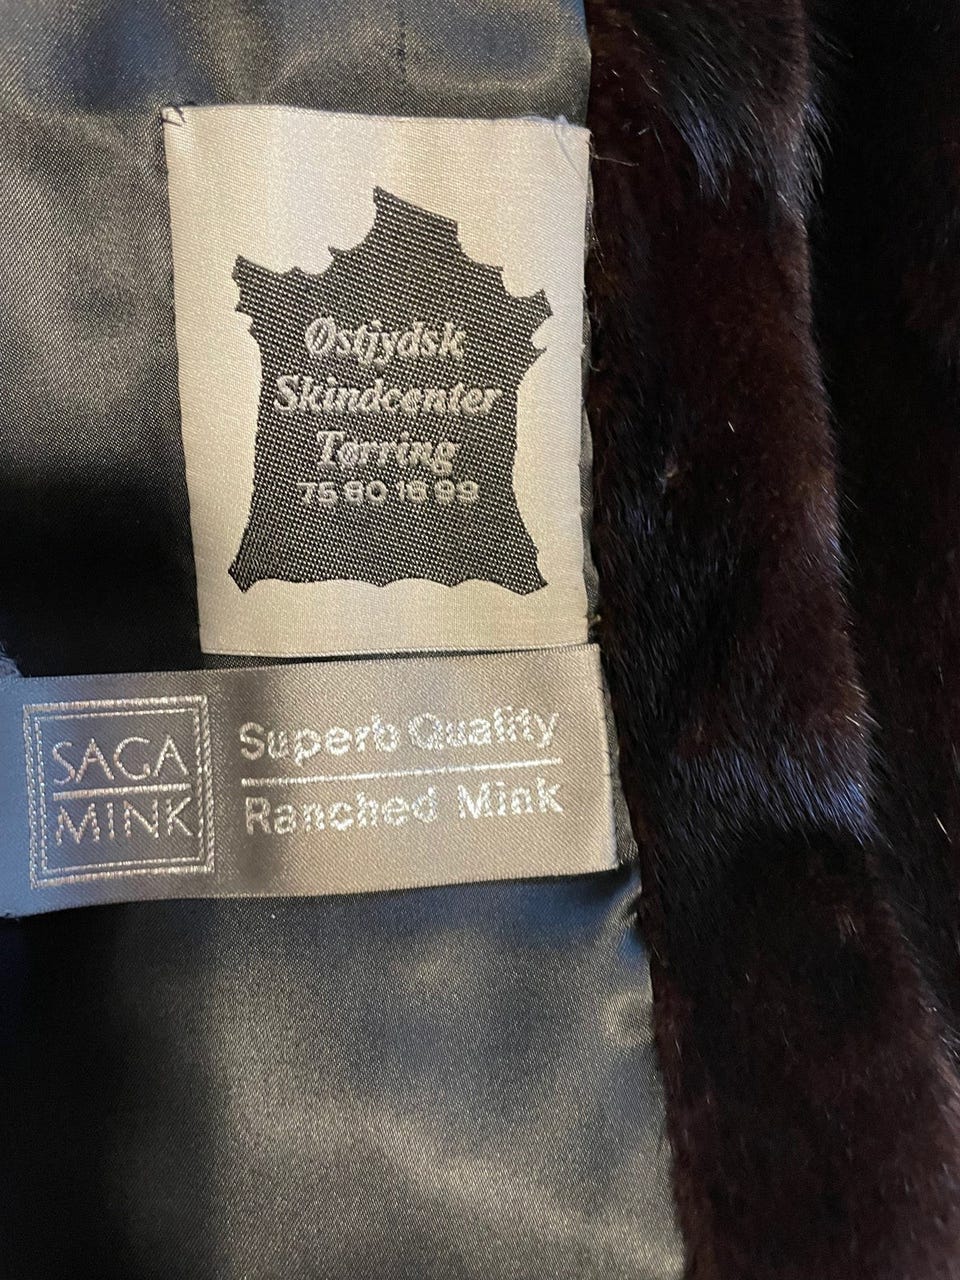 Østjydsk
Skindcenter
Tørring
75 80 16 99
SAGA
MINK
Superb Quality
Ranched Mink